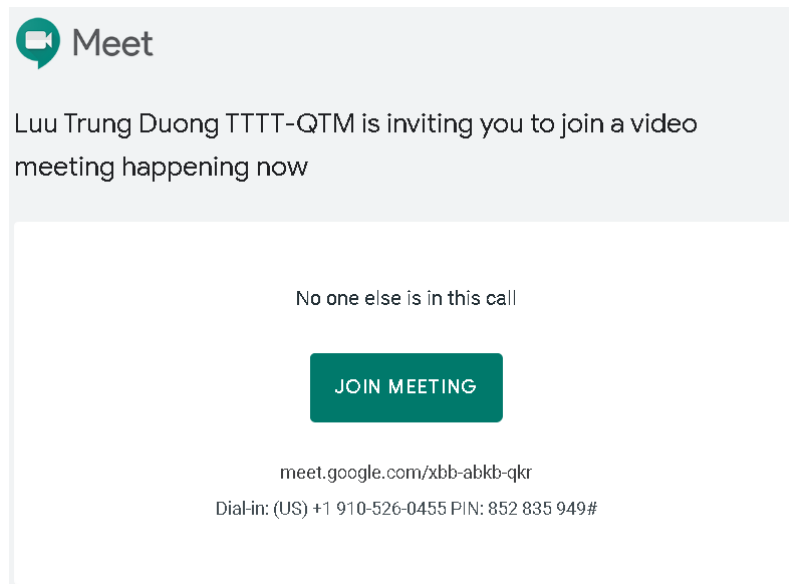 Meet
Luu Trung Duong TTTT-QTM is inviting you to join a video
meeting happening now
No one else is in this call
JOIN MEETING
meet.google.com/xbb-abkb-qkr
Dial-in: (US) +1 910-526-0455 PIN: 852 835 949#